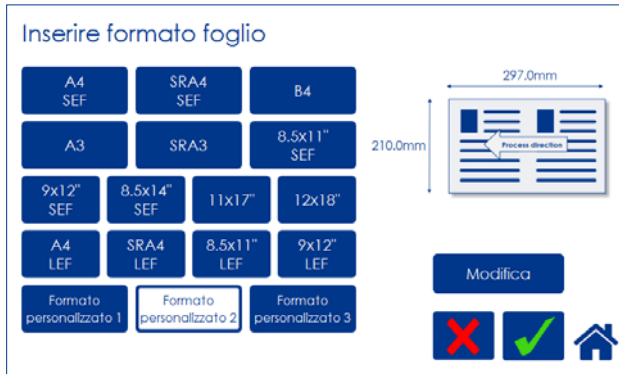 Inserire formato foglio
A4
SEF
SRA4
SEF
B4
A3
SRA3
8.5x11"
SEF
9x12"
SEF
8.5x14"
SEF
11x17"
12x18"
A4
LEF
SRA4
LEF
8.5x11"
LEF
9x12"
LEF
Formato
personalizzato 1
Formato
personalizzato 2
Formato
personalizzato 3
297.0mm
210.0mm
Process direction
Modifica